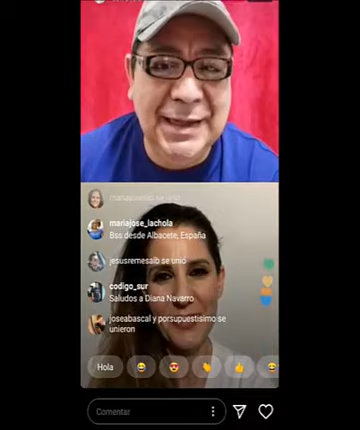 mariajose_lachola
Bss desde Albacete, España
jesusremesalb se unió
codigo_sur
Saludos a Diana Navarro
joseabascal y porsupuestisimo se
unieron
Hola
Comentar